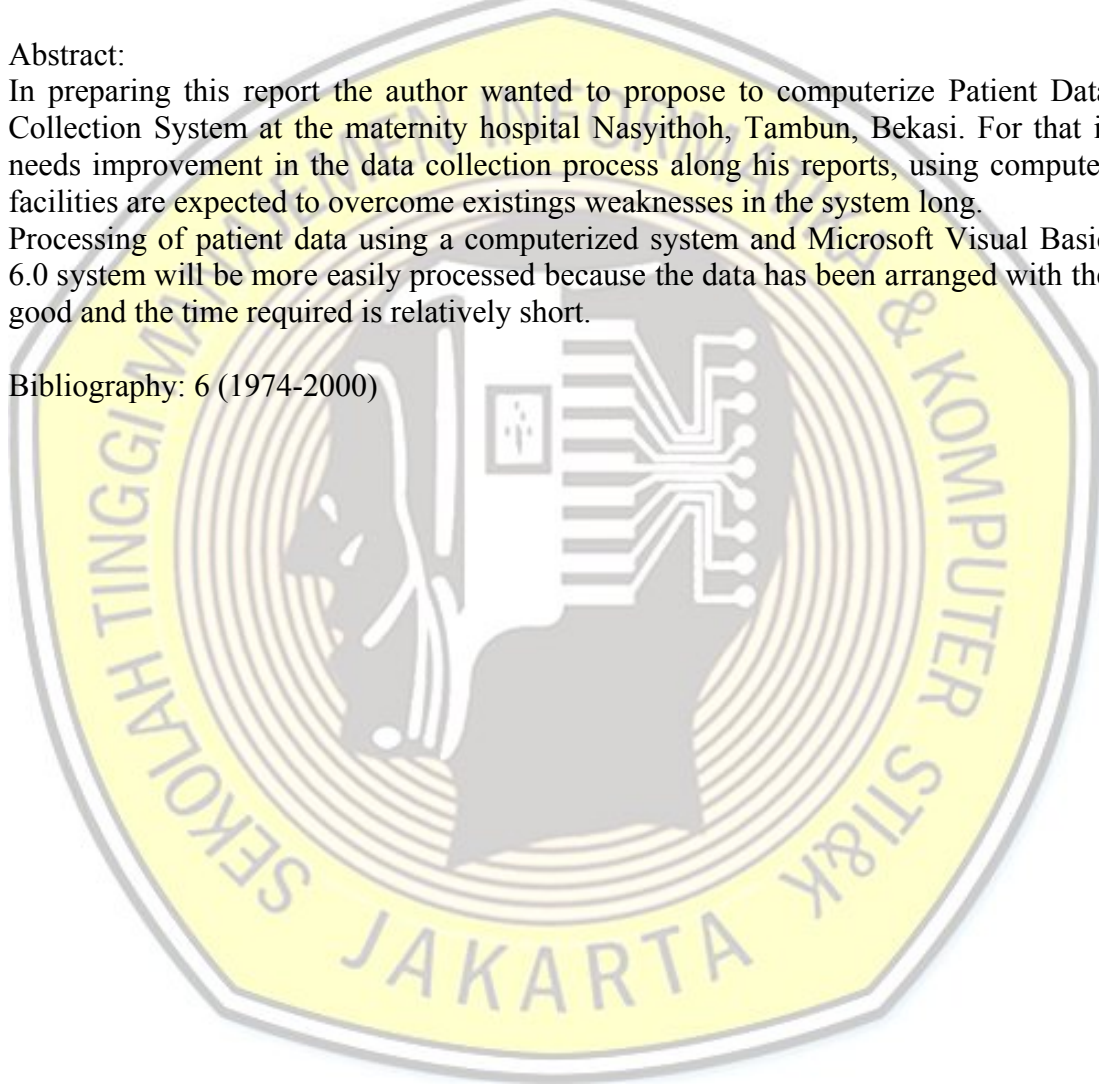 Abstract:
In preparing this report the author wanted to propose to computerize Patient Data
Collection System at the maternity hospital Nasyithoh, Tambun, Bekasi. For that i
needs improvement in the data collection process along his reports, using compute
facilities are expected to overcome existings weaknesses in the system long.
Processing of patient data using a computerized system and Microsoft Visual Basic
6.0 system will be more easily processed because the data has been arranged with the
good and the time required is relatively short.
Bibliography: 6 (1974-2000)
SEKOLAH TINGGI MANAJEMEN INFORMATIKA & KOMPUTER STI&K
JAKARTA